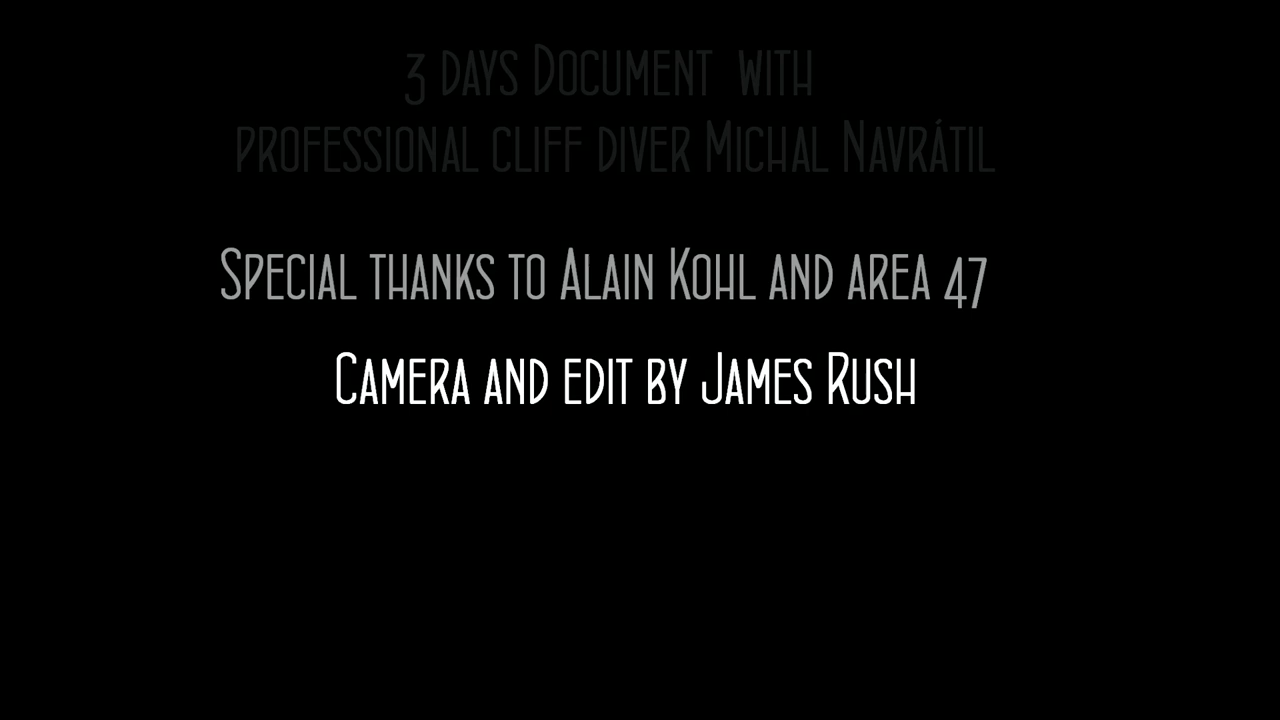 3 days Document with
professional cliff diver Michal Navrátil
Special thanks to Alain Kohl and area 47
Camera and edit by James Rush